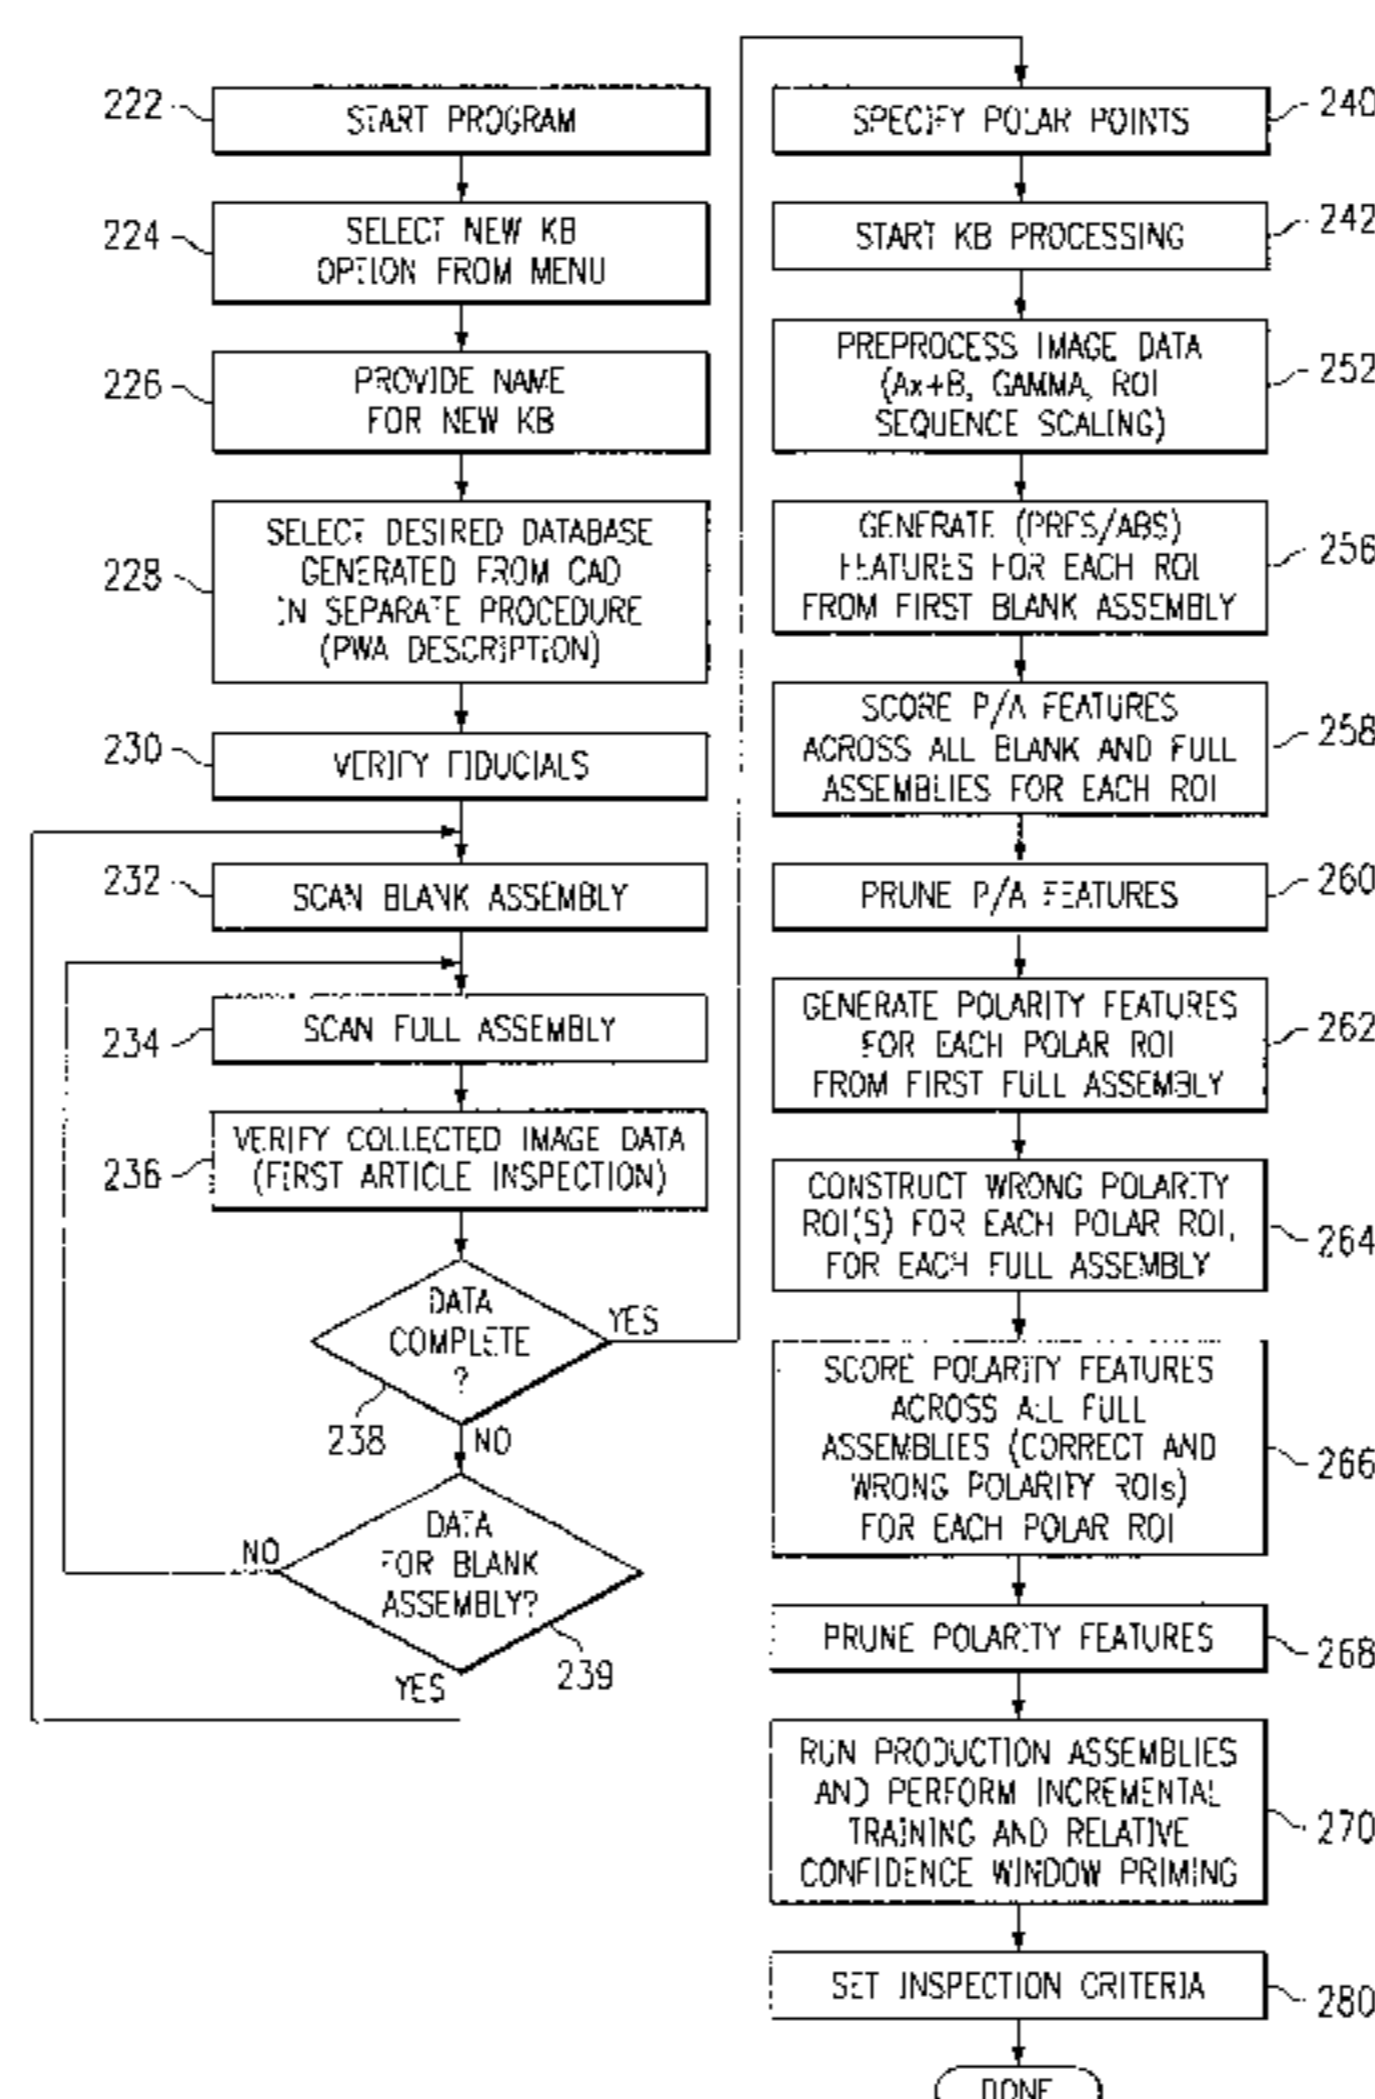 222
START PROGRAM
224
SELECT NEW KB
OPTION FROM MENU
226
PROVIDE NAME
FOR NEW KB
228
SELECT DESIRED DATABASE
GENERATED FROM CAD
IN SEPARATE PROCEDURE
(PWA DESCRIPTION)
230
VERIFY FIDUCIALS
232
SCAN BLANK ASSEMBLY
234
SCAN FULL ASSEMBLY
236
VERIFY COLLECTED IMAGE DATA
(FIRST ARTICLE INSPECTION)
DATA
COMPLETE
?
YES
238
NO
DATA
FOR BLANK
ASSEMBLY?
NO
YES
239
SPECIFY POLAR POINTS
240
START KB PROCESSING
242
PREPROCESS IMAGE DATA
(Ax+B, GAMMA, ROI
SEQUENCE SCALING)
252
GENERATE (PRES/ABS)
FEATURES FOR EACH ROI
FROM FIRST BLANK ASSEMBLY
256
SCORE P/A FEATURES
ACROSS ALL BLANK AND FULL
ASSEMBLIES FOR EACH ROI
258
PRUNE P/A FEATURES
260
GENERATE POLARITY FEATURES
FOR EACH POLAR ROI
FROM FIRST FULL ASSEMBLY
262
CONSTRUCT WRONG POLARITY
ROI(S) FOR EACH POLAR ROI,
FOR EACH FULL ASSEMBLY
264
SCORE POLARITY FEATURES
ACROSS ALL FULL
ASSEMBLIES (CORRECT AND
WRONG POLARITY ROIs)
FOR EACH POLAR ROI
266
PRUNE POLARITY FEATURES
268
RUN PRODUCTION ASSEMBLIES
AND PERFORM INCREMENTAL
TRAINING AND RELATIVE
CONFIDENCE WINDOW PRIMING
270
SET INSPECTION CRITERIA
280
DONE